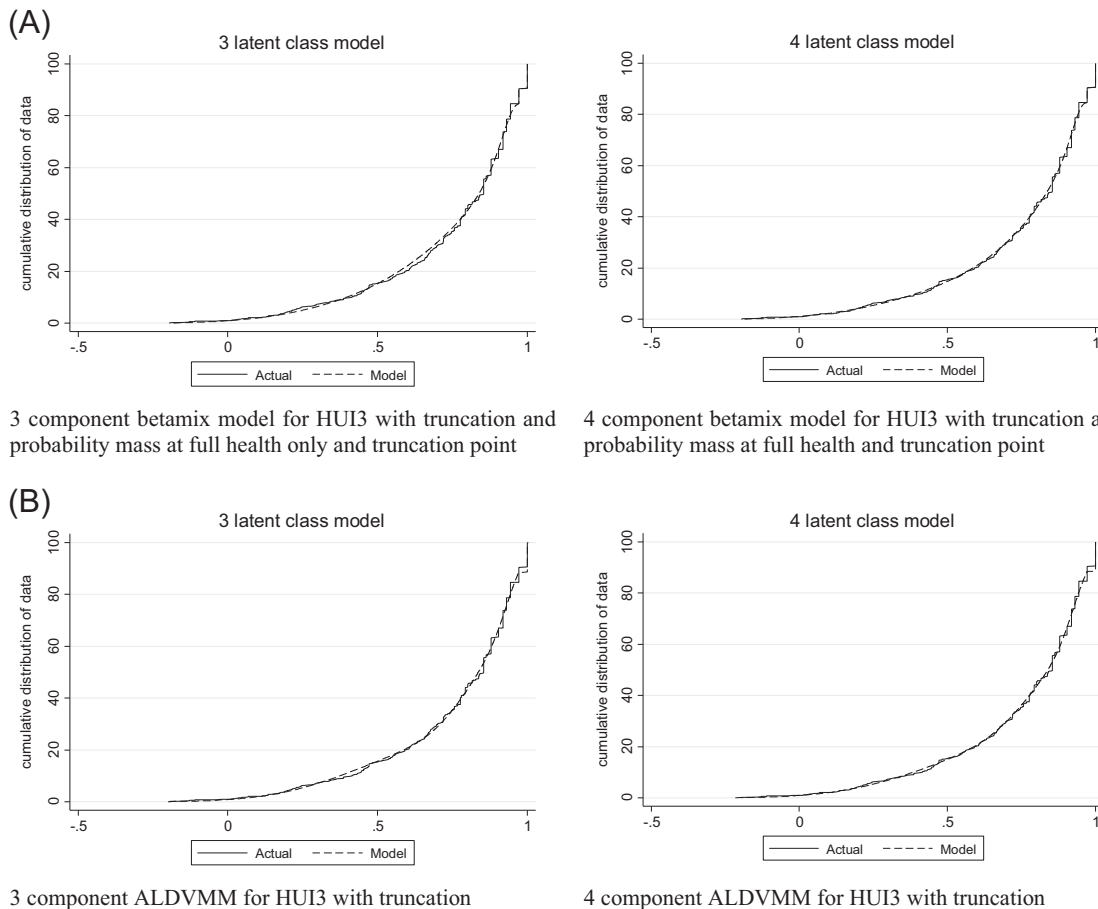 (A)
3 latent class model
cumulative distribution of data
100
80
60
40
20
0
-.5
0
.5
1
Actual
Model
3 component betamix model for HUI3 with truncation and
probability mass at full health only and truncation point
4 latent class model
cumulative distribution of data
100
80
60
40
20
0
-.5
0
.5
1
Actual
Model
4 component betamix model for HUI3 with truncation
probability mass at full health and truncation point
(B)
3 latent class model
cumulative distribution of data
100
80
60
40
20
0
-.5
0
.5
1
Actual
Model
3 component ALDVMM for HUI3 with truncation
4 latent class model
cumulative distribution of data
100
80
60
40
20
0
-.5
0
.5
1
Actual
Model
4 component ALDVMM for HUI3 with truncation